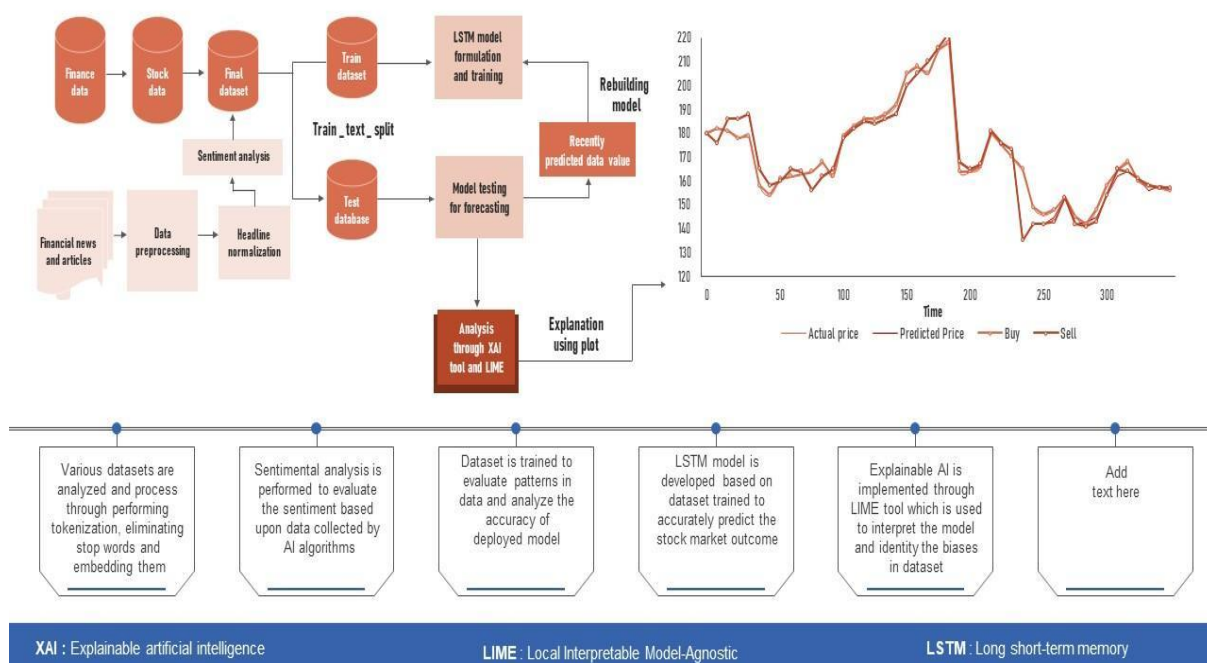 Finance
data
Stock
data
Final
dataset
Train
dataset
LSTM model
formulation
and training
Rebuilding
model
Train_text_split
Recently
predicted data value
Sentiment analysis
Test
database
Model testing
for forecasting
Financial news
and articles
Data
preprocessing
Headline
normalization
Analysis
through XAI
tool and LIME
Explanation
using plot
220
210
200
190
180
170
160
150
140
130
120
0
50
100
150
200
250
300
Time
Actual price
Predicted Price
Buy
Sell
Various datasets are
analyzed and process
through performing
tokenization, eliminating
stop words and
embedding them
Sentimental analysis is
performed to evaluate
the sentiment based
upon data collected by
AI algorithms
Dataset is trained to
evaluate patterns in
data and analyze the
accuracy of
deployed model
LSTM model is
developed based on
dataset trained to
accurately predict the
stock market outcome
Explainable AI is
implemented through
LIME tool which is used
to interpret the model
and identity the biases
in dataset
Add
text here
XAI : Explainable artificial intelligence
LIME : Local Interpretable Model-Agnostic
LSTM : Long short-term memory